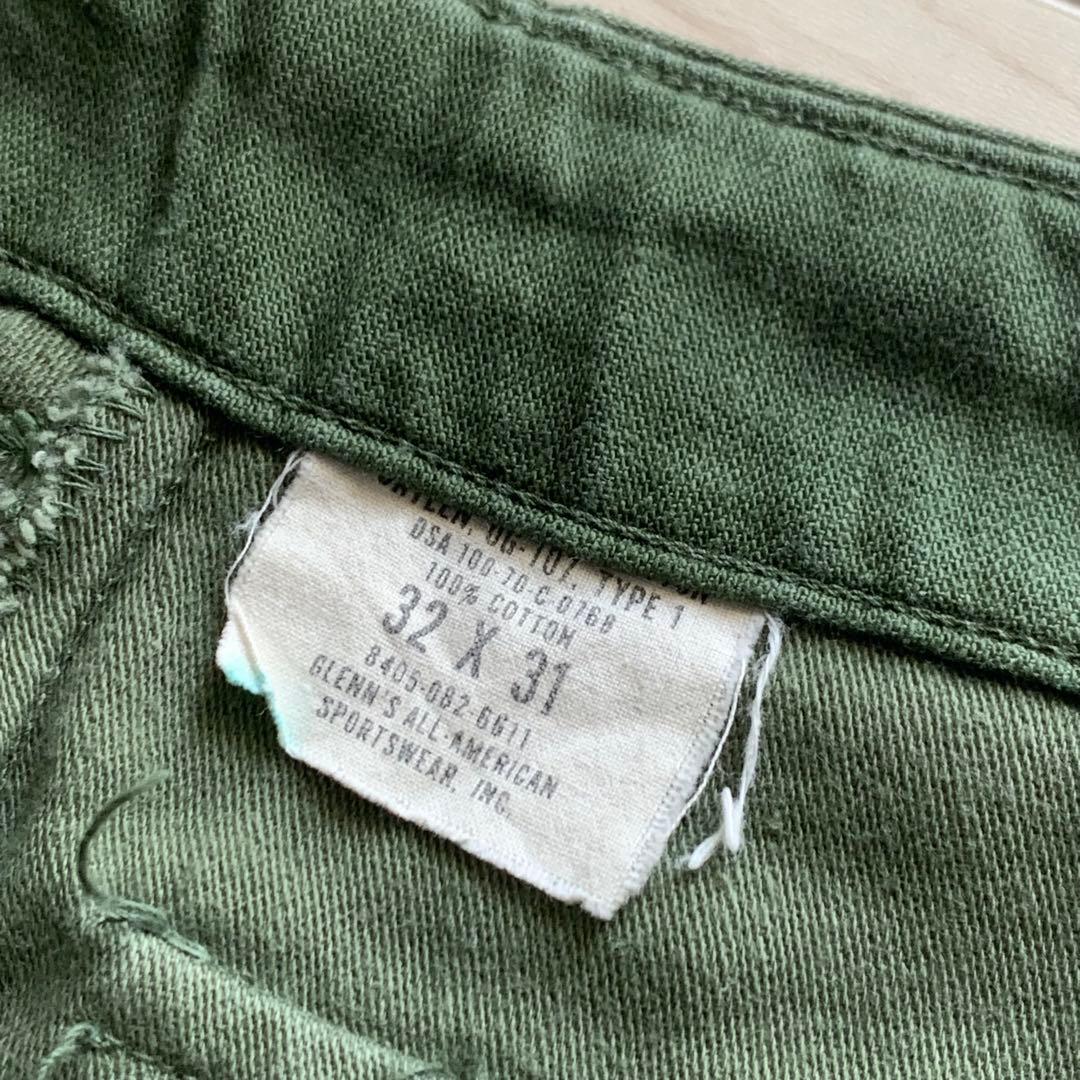 OG-107, TYPE 1
DSA 100-70-C-0768
100% COTTON
32 X 31
8405-082-6611
GLENN'S ALL-AMERICAN
SPORTSWEAR, INC.